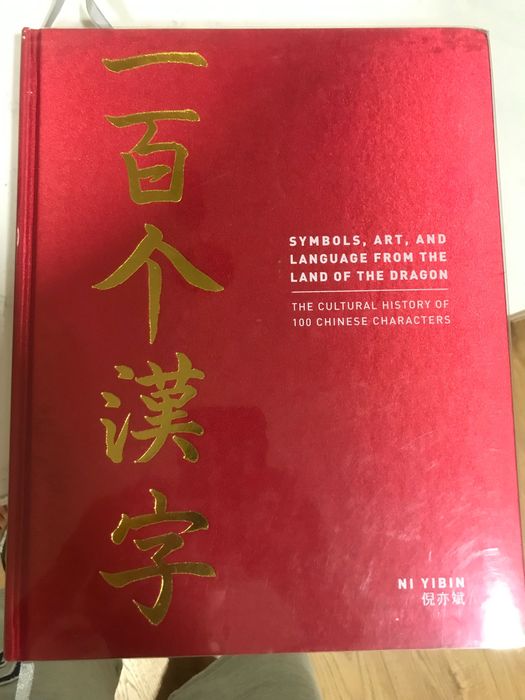 一百个漢字
SYMBOLS, ART, AND
LANGUAGE FROM THE
LAND OF THE DRAGON
THE CULTURAL HISTORY OF
100 CHINESE CHARACTERS
NI YIBIN
倪亦斌